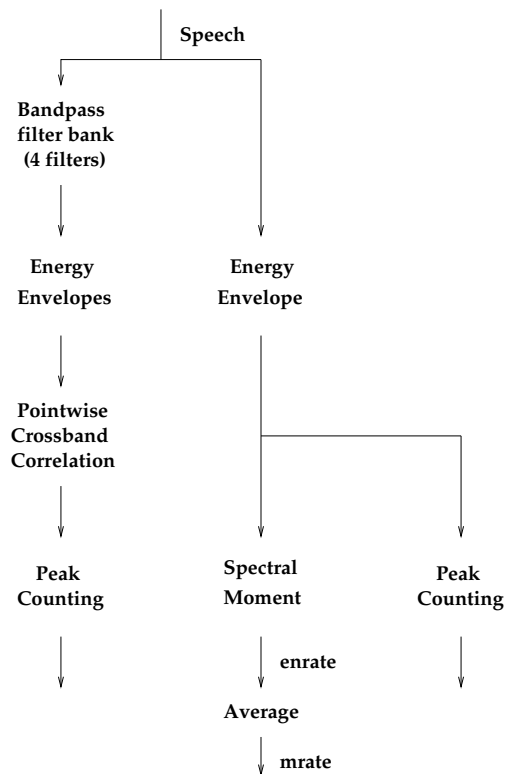 Speech
Bandpass
filter bank
(4 filters)
Energy
Envelopes
Energy
Envelope
Pointwise
Crossband
Correlation
Peak
Counting
Spectral
Moment
Peak
Counting
enrate
Average
mrate